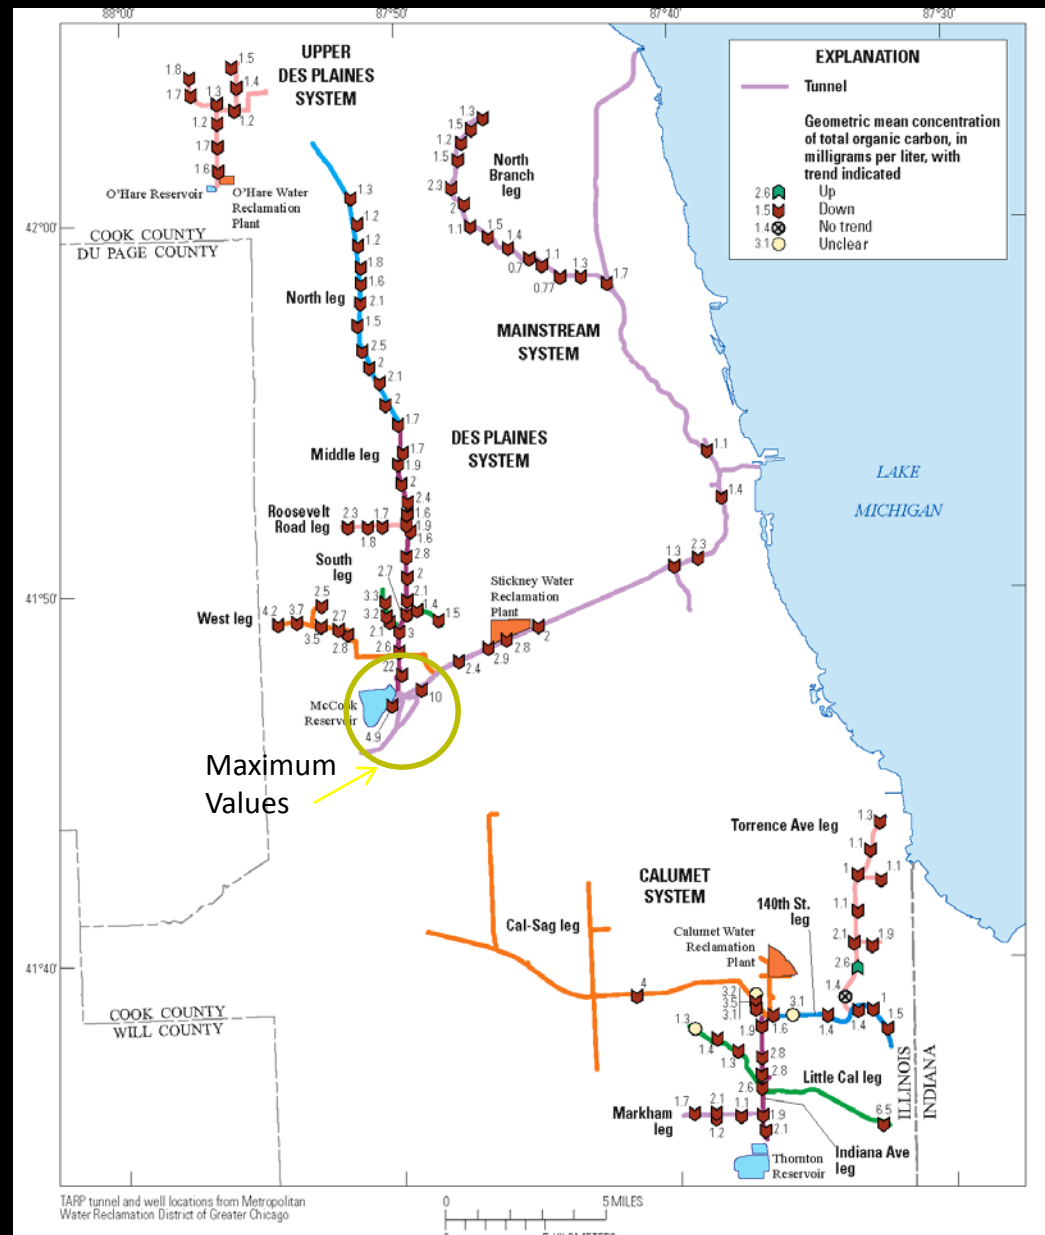 88°00'
87°50'
87°40'
87°30'
UPPER
DES PLAINES
SYSTEM
1.8
1.5
1.7
1.3
1.4
1.2
1.2
1.7
1.6
O'Hare Reservoir
O'Hare Water
Reclamation
Plant
EXPLANATION
Tunnel
Geometric mean concentration
of total organic carbon, in
milligrams per liter, with
trend indicated
2.6 Up
1.5 Down
1.4 No trend
3.1 Unclear
1.3
1.5
1.2
1.5
2.3
2
1.1
1.5
1.4
0.7
1.1
0.77
1.3
1.7
North
Branch
leg
42°00'
COOK COUNTY
DU PAGE COUNTY
North leg
1.3
1.2
1.2
1.8
1.6
2.1
1.5
2.5
2
2.1
2
1.7
MAINSTREAM
SYSTEM
DES PLAINES
SYSTEM
Middle leg
1.7
1.9
2
2.4
1.6
1.9
1.6
Roosevelt
Road leg
2.3
1.8
1.7
2.8
2
2.1
South
leg
2.7
3.3
3.2
2.1
1.4
1.5
3
2.6
22
41°50'
West leg
4.2
3.7
2.5
3.5
2.7
2.8
Stickney Water
Reclamation
Plant
2
2.8
2.9
2.4
1.1
1.4
2.3
1.3
LAKE
MICHIGAN
10
McCook
Reservoir
4.9
Maximum
Values
CALUMET
SYSTEM
Cal-Sag leg
4
Calumet Water
Reclamation
Plant
140th St.
leg
Torrence Ave leg
1.3
1.1
1
1.1
1.1
2.1
1.9
2.6
1.4
41°40'
COOK COUNTY
WILL COUNTY
3.2
3.5
3.1
1.9
1.6
3.1
1.4
1.4
1
1.5
1.3
1.4
1.3
2.8
2.8
2.6
Little Cal leg
6.5
Markham
leg
1.7
2.1
1.2
1.1
1.9
2.1
Indiana Ave
leg
Thornton
Reservoir
ILLINOIS
INDIANA
TARP tunnel and well locations from Metropolitan
Water Reclamation District of Greater Chicago
0 5 MILES